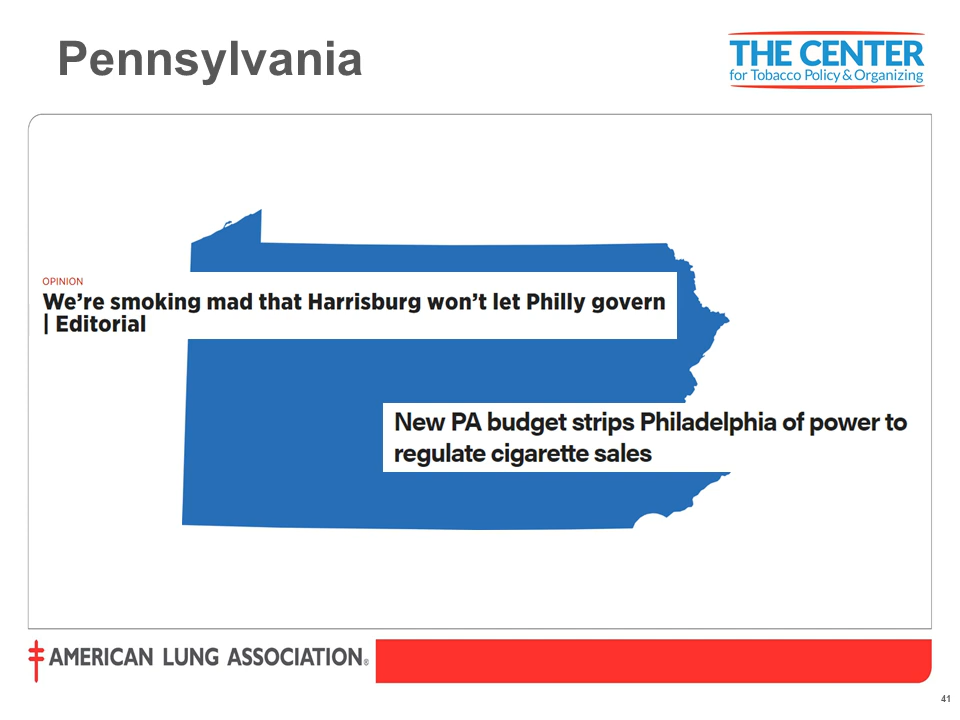 Pennsylvania
THE CENTER
for Tobacco Policy & Organizing
OPINION
We’re smoking mad that Harrisburg won’t let Philly govern
| Editorial
New PA budget strips Philadelphia of power to
regulate cigarette sales
AMERICAN LUNG ASSOCIATION®
41